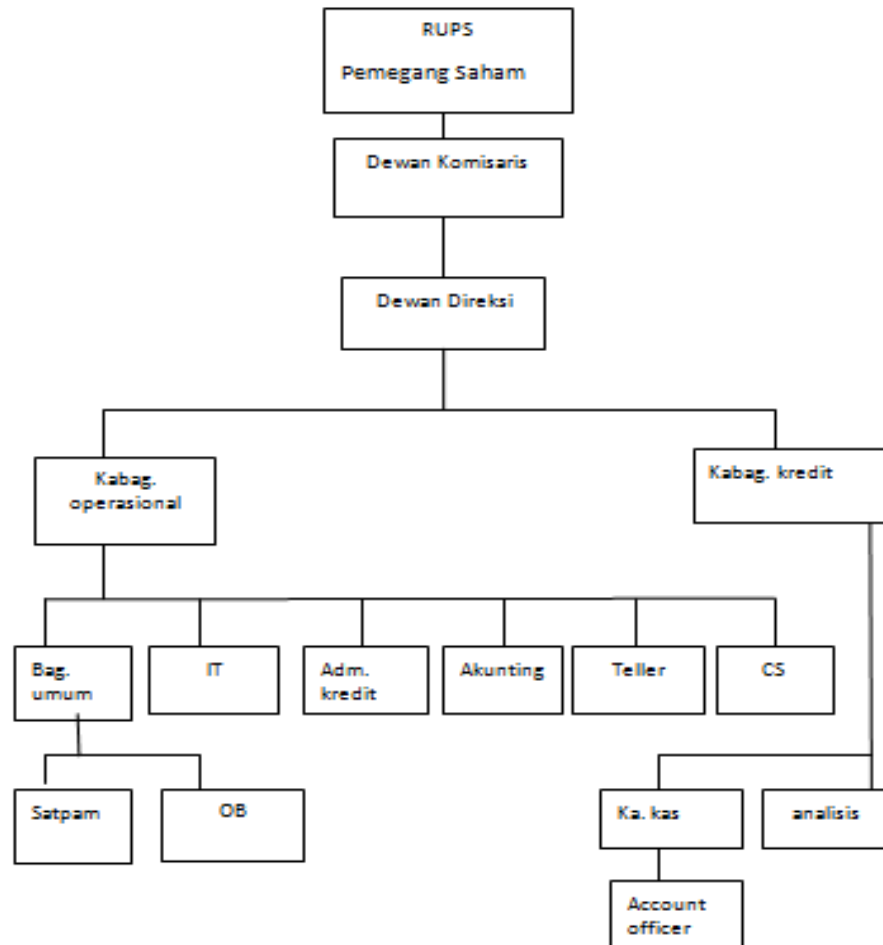 RUPS
Pemegang Saham
Dewan Komisaris
Dewan Direksi
Kabag.
operasional
Kabag. kredit
Bag.
umum
IT
Adm.
kredit
Akunting
Teller
CS
Satpam
OB
Ka. kas
analisis
Account
officer